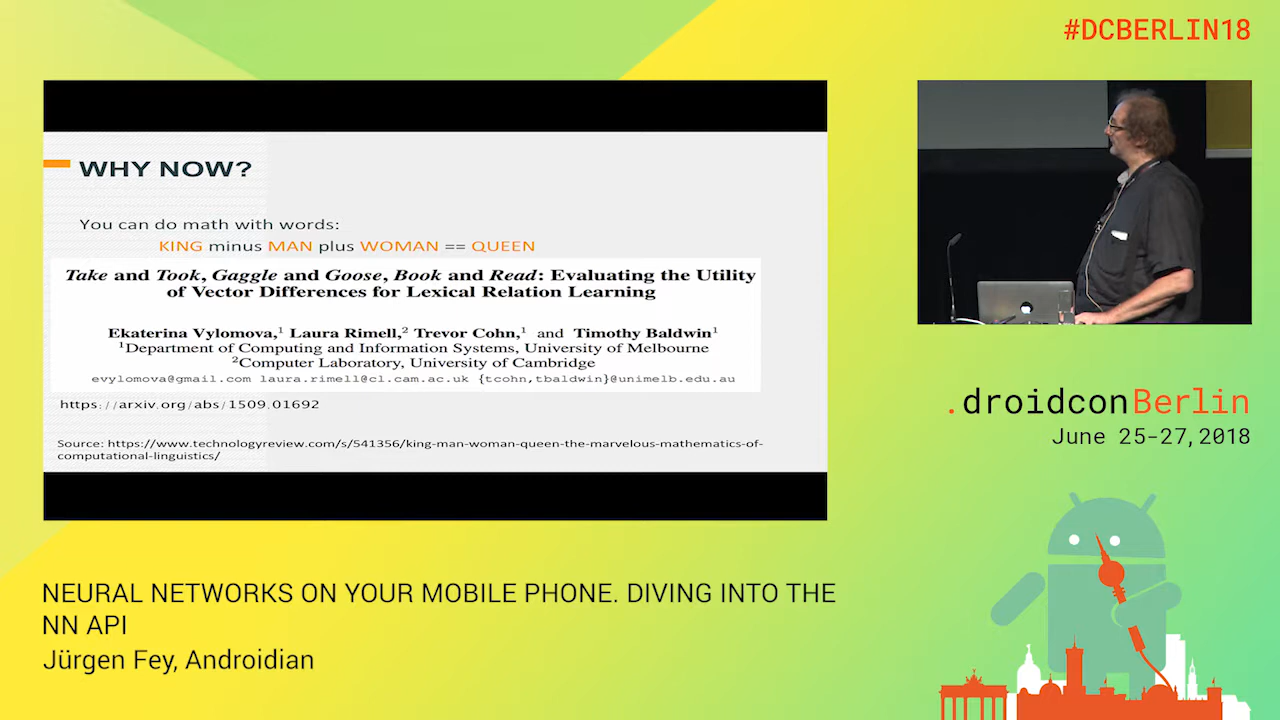 #DCBERLIN18
WHY NOW?
You can do math with words:
KING minus MAN plus WOMAN == QUEEN
Take and Took, Gaggle and Goose, Book and Read: Evaluating the Utility
of Vector Differences for Lexical Relation Learning
Ekaterina Vylomova,¹ Laura Rimell,² Trevor Cohn,¹ and Timothy Baldwin¹
¹Department of Computing and Information Systems, University of Melbourne
²Computer Laboratory, University of Cambridge
evylomova@gmail.com laura.rimell@cl.cam.ac.uk {tcohn,tbaldwin}@unimelb.edu.au
https://arxiv.org/abs/1509.01692
Source: https://www.technologyreview.com/s/541356/king-man-woman-queen-the-marvelous-mathematics-of-
computational-linguistics/
.droidconBerlin
June 25-27, 2018
NEURAL NETWORKS ON YOUR MOBILE PHONE. DIVING INTO THE
NN API
Jürgen Fey, Androidian